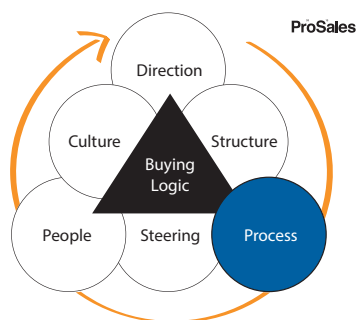 ProSales
Direction
Culture
Structure
Buying
Logic
People
Steering
Process